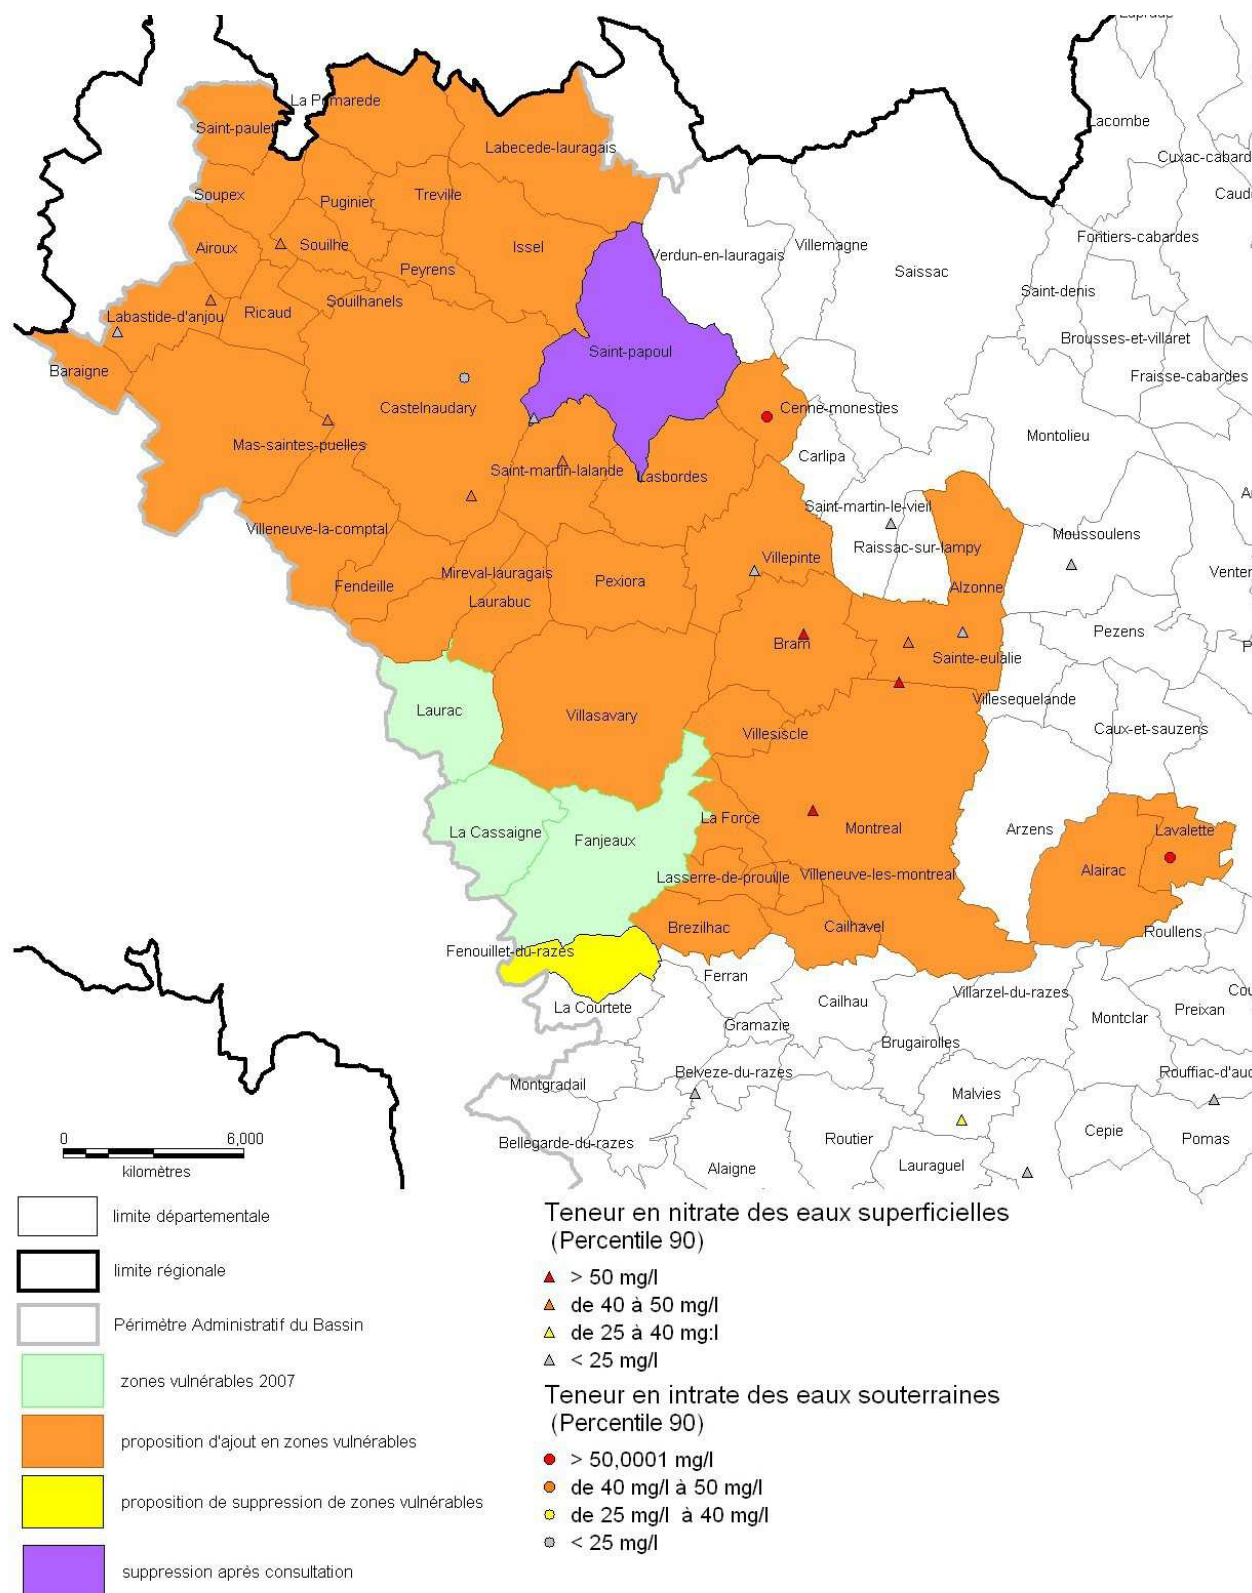 Lacombe
La Pomarede
Saint-paulet
Labecede-lauragais
Cuxac-cabard
Soupex
Puginier
Treville
Caud
Airoux
Souilhe
Issel
Verdun-en-lauragais
Villemagne
Fontiers-cabardes
Peyrens
Saissac
Souilhanels
Saint-denis
Labastide-d'anjou
Ricaud
Brousses-et-villaret
Saint-papoul
Baraigne
Fraisse-cabardes
Castelnaudary
Cenne-monesties
Mas-saintes-puelles
Montolieu
Carlipa
Saint-martin-lalande
Lasbordes
Saint-martin-le-vieil
Villeneuve-la-comptal
Moussoulens
Raissac-sur-lampy
Villepinte
Mireval-lauragais
Pexiora
Venter
Fendeille
Alzonne
Laurabuc
Pezens
Bram
Sainte-eulalie
Villesequelande
Laurac
Villasavary
Villesiscle
Caux-et-sauzens
La Force
La Cassaigne
Fanjeaux
Montreal
Arzens
Lavalette
Alairac
Lasserre-de-prouille
Villeneuve-les-montreal
Brezilhac
Cailhavel
Roullens
Fenouillet-du-razes
Ferran
La Courtete
Cailhau
Villarzel-du-razes
Cou
Preixan
Gramazie
Montclar
Brugairolles
Belveze-du-razes
Rouffiac-d'aud
Montgradail
Malvies
Bellegarde-du-razes
Routier
Cepie
Pomas
Alaigne
Lauraguel
0 6,000
kilomètres
limite départementale
limite régionale
Périmètre Administratif du Bassin
zones vulnérables 2007
proposition d'ajout en zones vulnérables
proposition de suppression de zones vulnérables
suppression après consultation
Teneur en nitrate des eaux superficielles
(Percentile 90)
> 50 mg/l
de 40 à 50 mg/l
de 25 à 40 mg:l
< 25 mg/l
Teneur en intrate des eaux souterraines
(Percentile 90)
> 50,0001 mg/l
de 40 mg/l à 50 mg/l
de 25 mg/l à 40 mg/l
< 25 mg/l